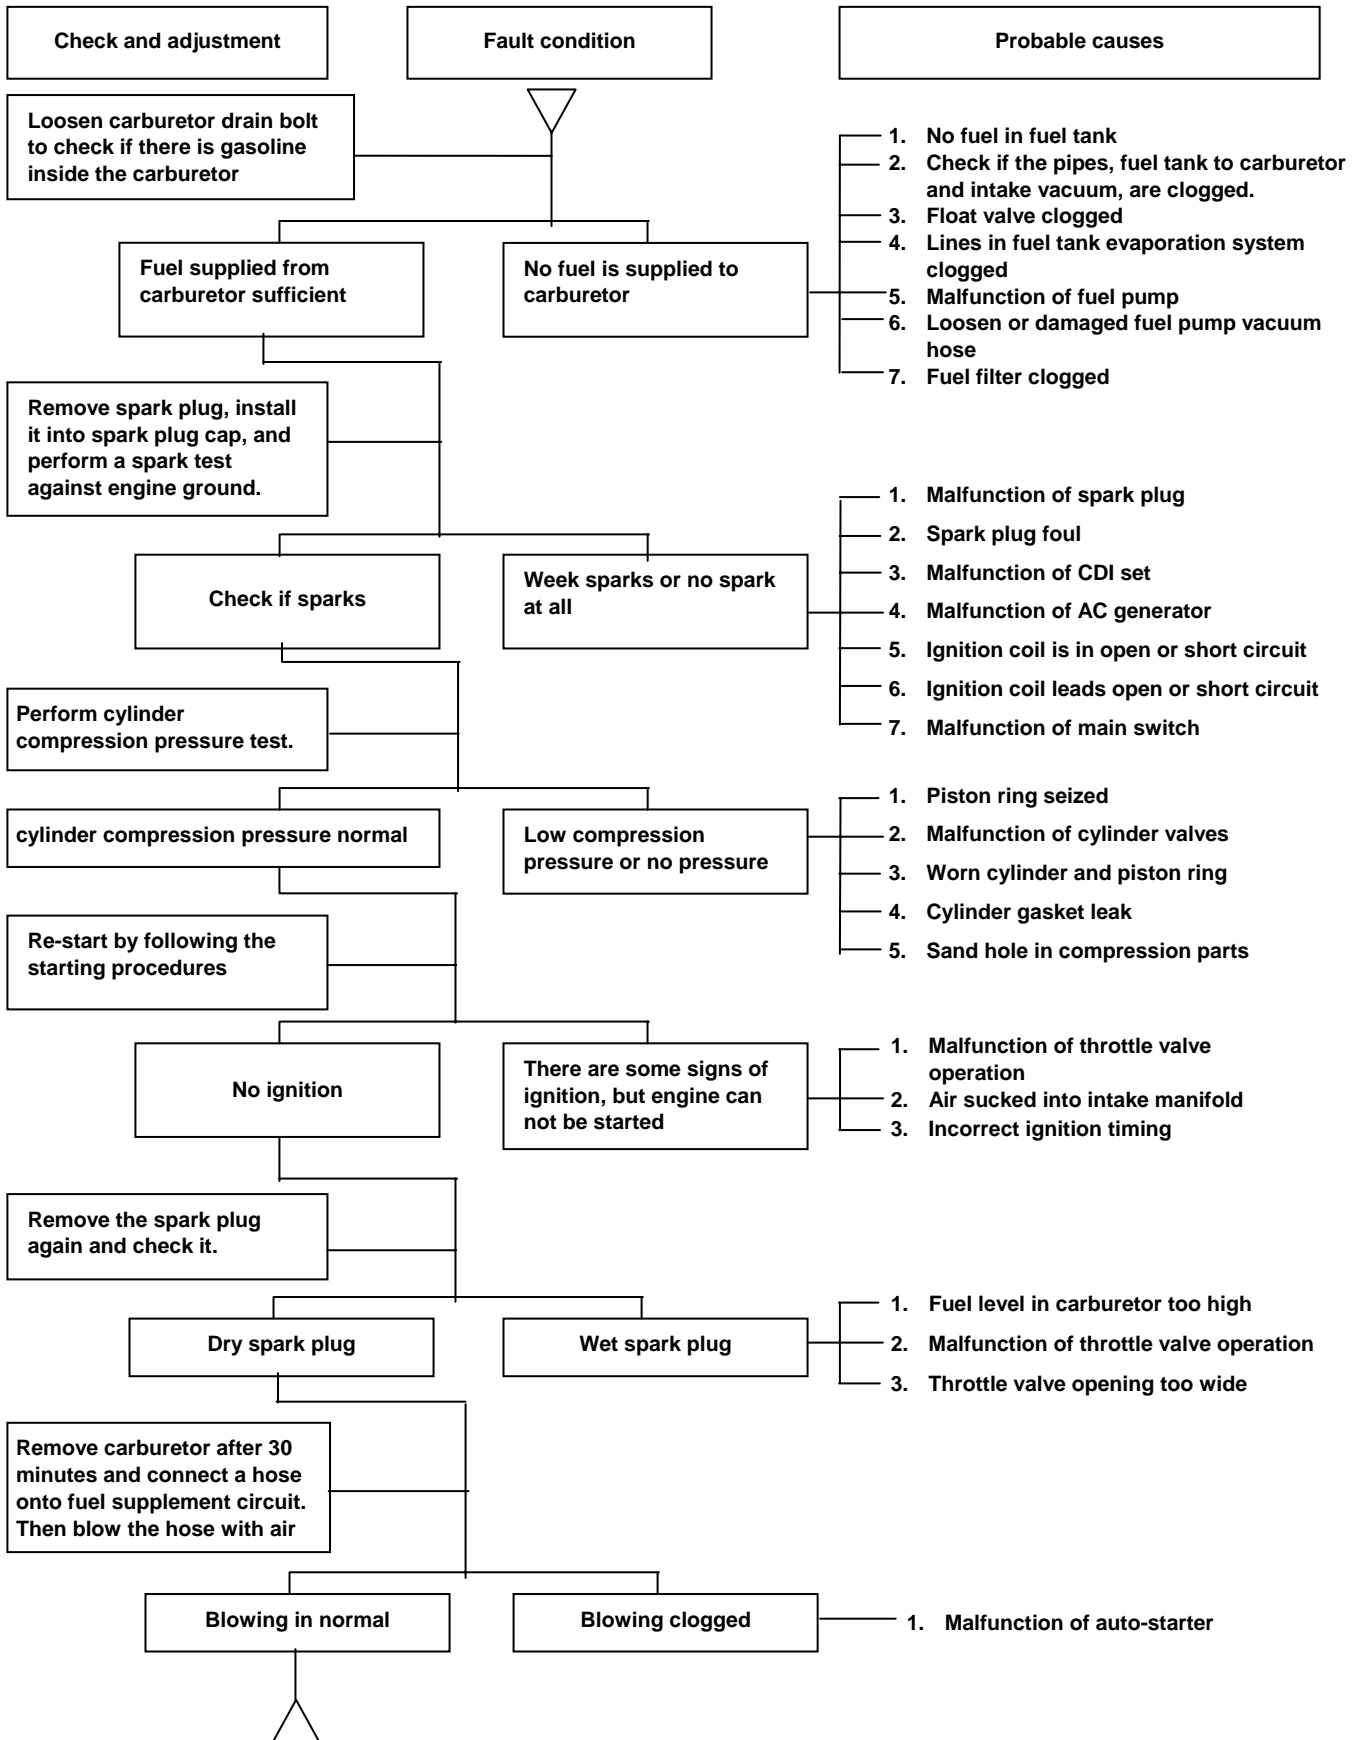 Check and adjustment
Fault condition
Probable causes
Loosen carburetor drain bolt
to check if there is gasoline
inside the carburetor
1. No fuel in fuel tank
2. Check if the pipes, fuel tank to carburetor
and intake vacuum, are clogged.
3. Float valve clogged
4. Lines in fuel tank evaporation system
clogged
5. Malfunction of fuel pump
6. Loosen or damaged fuel pump vacuum
hose
7. Fuel filter clogged
Fuel supplied from
carburetor sufficient
No fuel is supplied to
carburetor
Remove spark plug, install
it into spark plug cap, and
perform a spark test
against engine ground.
1. Malfunction of spark plug
2. Spark plug foul
3. Malfunction of CDI set
4. Malfunction of AC generator
5. Ignition coil is in open or short circuit
6. Ignition coil leads open or short circuit
7. Malfunction of main switch
Check if sparks
Week sparks or no spark
at all
Perform cylinder
compression pressure test.
cylinder compression pressure normal
Low compression
pressure or no pressure
1. Piston ring seized
2. Malfunction of cylinder valves
3. Worn cylinder and piston ring
4. Cylinder gasket leak
5. Sand hole in compression parts
Re-start by following the
starting procedures
No ignition
There are some signs of
ignition, but engine can
not be started
1. Malfunction of throttle valve
operation
2. Air sucked into intake manifold
3. Incorrect ignition timing
Remove the spark plug
again and check it.
Dry spark plug
Wet spark plug
1. Fuel level in carburetor too high
2. Malfunction of throttle valve operation
3. Throttle valve opening too wide
Remove carburetor after 30
minutes and connect a hose
onto fuel supplement circuit.
Then blow the hose with air
Blowing in normal
Blowing clogged
1. Malfunction of auto-starter